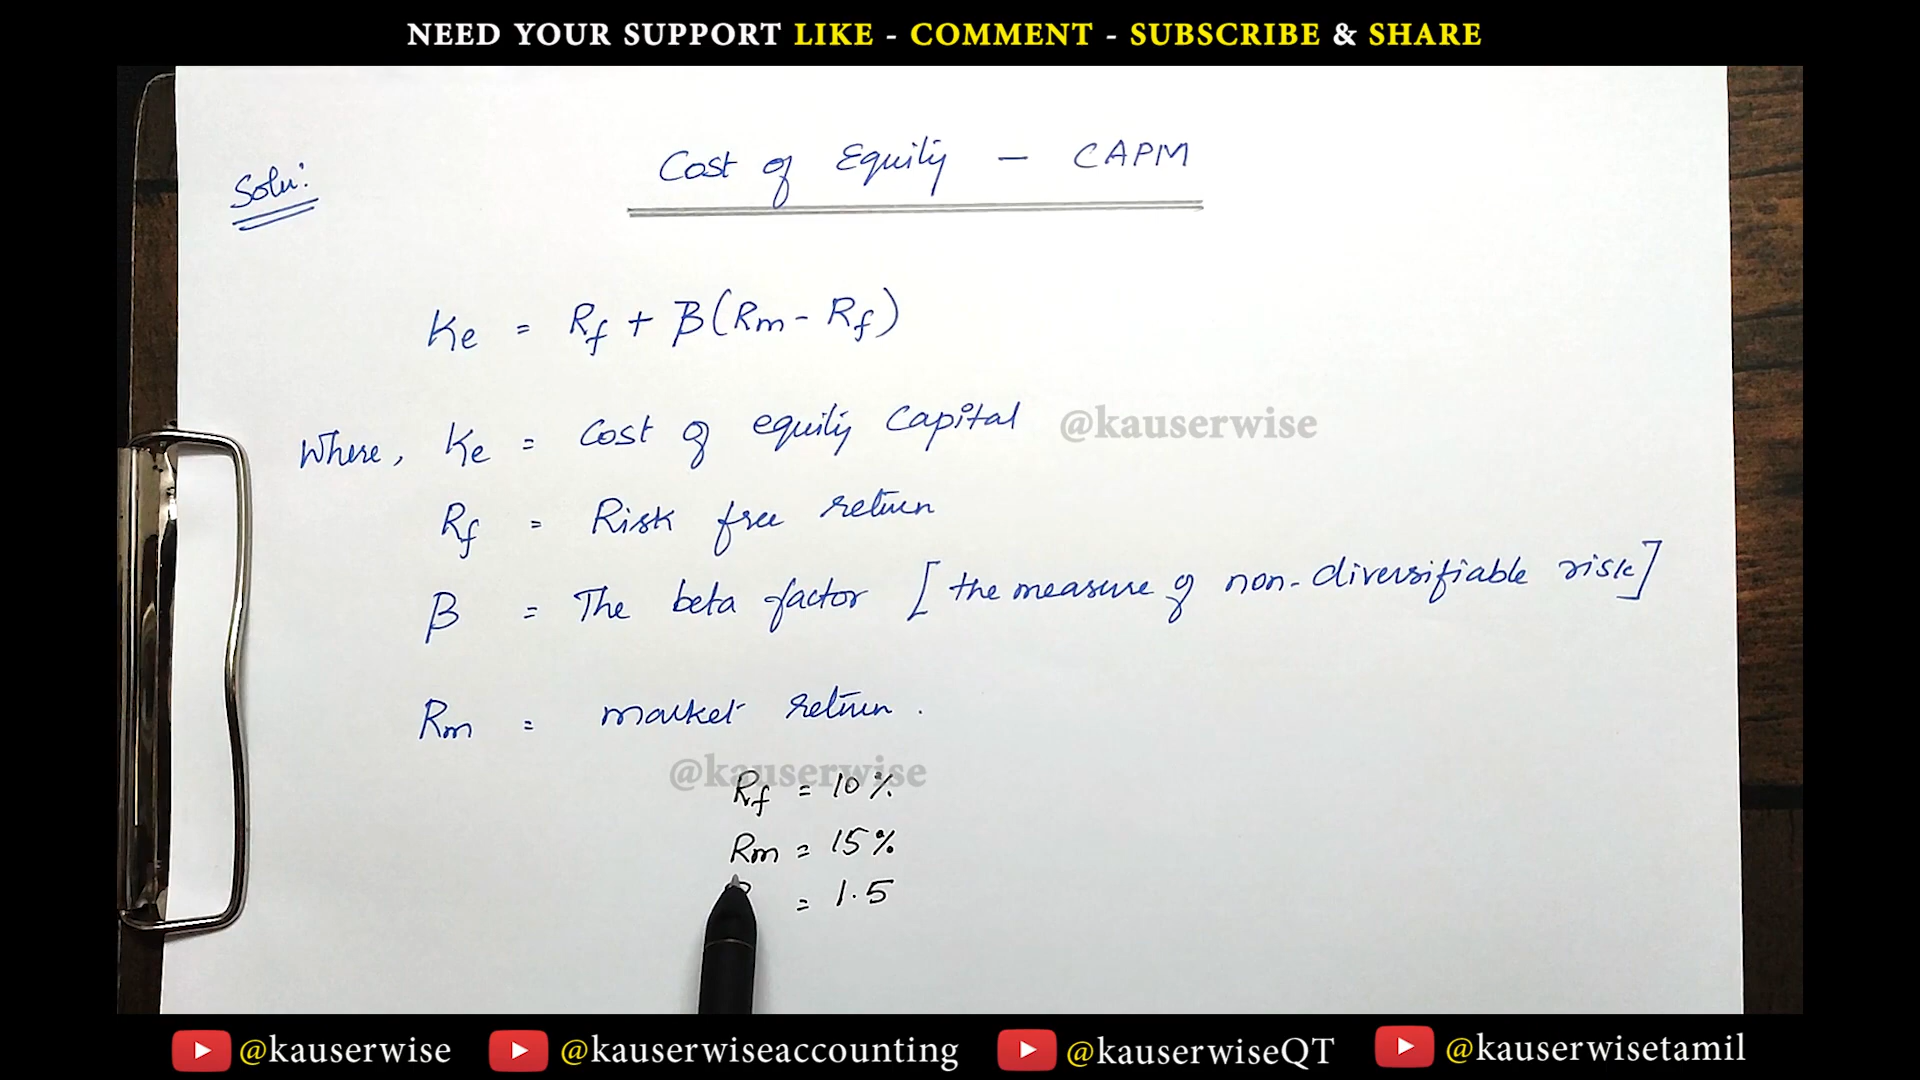 NEED YOUR SUPPORT LIKE - COMMENT - SUBSCRIBE & SHARE
Solu:
Cost of Equity - CAPM
Ke = Rf + β(Rm - Rf)
Where, Ke = Cost of equity Capital
@kauserwise
Rf = Risk free return
β = The beta factor [the measure of non-diversifiable risk]
Rm = market return.
@kauserwise
Rf = 10%
Rm = 15%
= 1.5
@kauserwise @kauserwiseaccounting @kauserwiseQT @kauserwisetamil